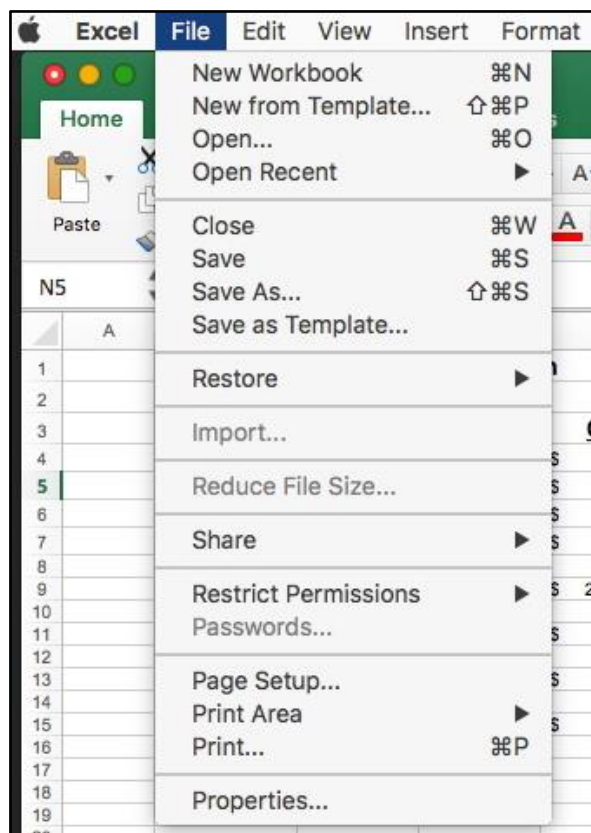 Excel File Edit View Insert Format
Home
New Workbook ⌘N
New from Template... ⇧⌘P
Open... ⌘O
Open Recent ▶
Paste
A
A
Close ⌘W
Save ⌘S
Save As... ⇧⌘S
Save as Template...
N5
A
Restore ▶
Import...
Reduce File Size...
Share ▶
Restrict Permissions ▶
Passwords...
Page Setup...
Print Area ▶
Print... ⌘P
Properties...
1
2
3
4
5
6
7
8
9
10
11
12
13
14
15
16
17
18
19